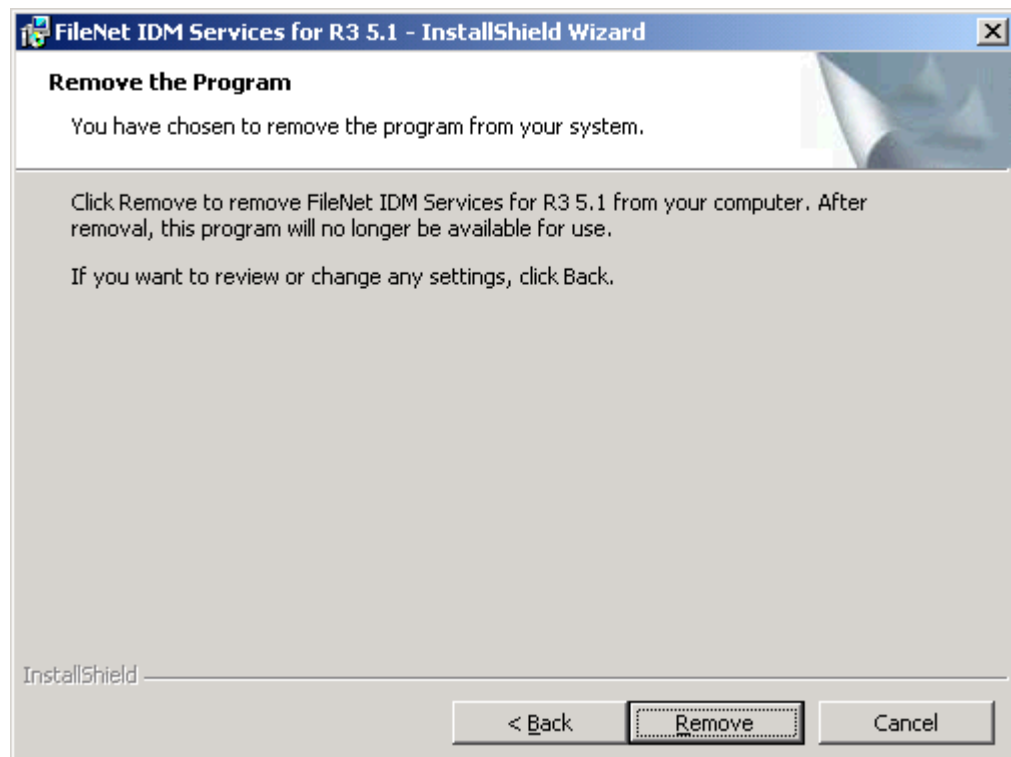 FileNet IDM Services for R3 5.1 - InstallShield Wizard
Remove the Program
You have chosen to remove the program from your system.
Click Remove to remove FileNet IDM Services for R3 5.1 from your computer. After
removal, this program will no longer be available for use.
If you want to review or change any settings, click Back.
InstallShield
< Back
Remove
Cancel